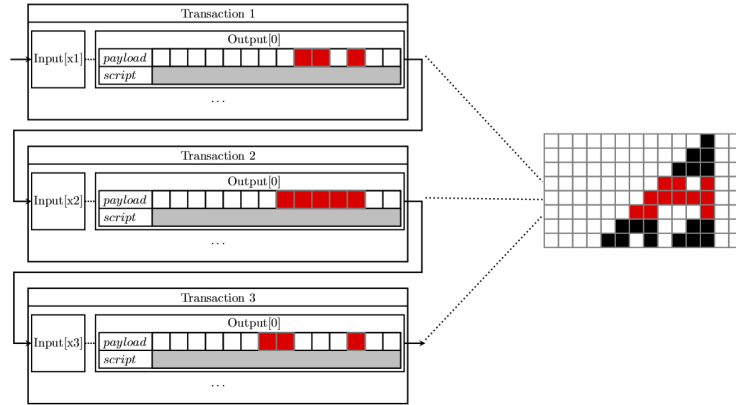 Transaction 1
Input[x1]
Output[0]
payload
script
...
Transaction 2
Input[x2]
Output[0]
payload
script
...
Transaction 3
Input[x3]
Output[0]
payload
script
...